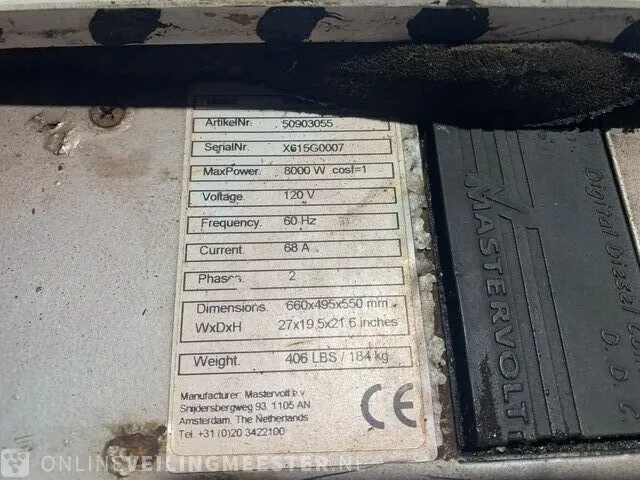 ArtikelNr. 50903055
SerialNr. X615G0007
MaxPower. 8000 W cosf=1
Voltage. 120 V
Frequency. 60 Hz
Current. 68 A
Phases. 2
Dimensions. 660x495x550 mm
WxDxH 27x19.5x21.6 inches
Weight. 406 LBS / 184 kg
Manufacturer: Mastervolt b.v.
Snijdersbergweg 93, 1105 AN
Amsterdam, The Netherlands
Tel. +31 (0)20 3422100
CE
MASTERVOLT
Digital Diesel
D. D. C.
ONLINEVEILINGMEESTER.NL